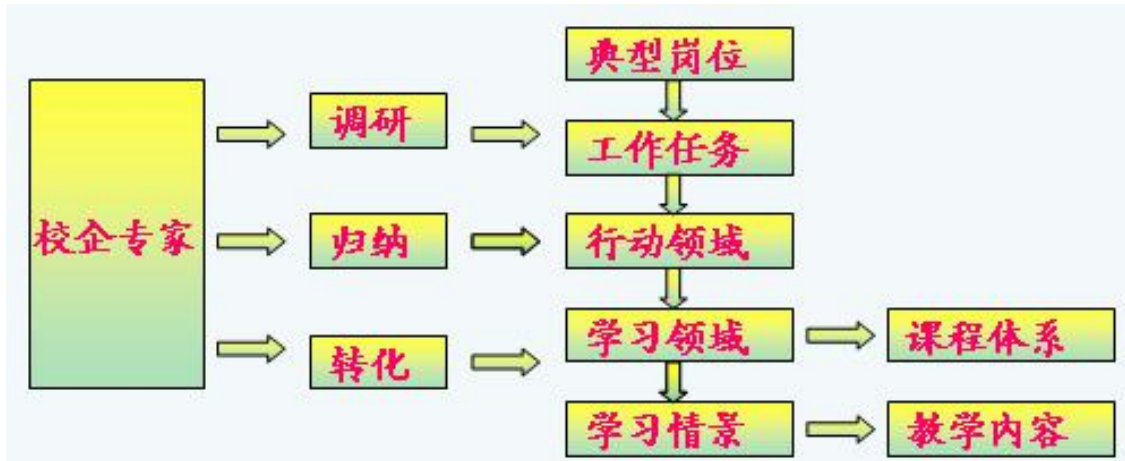 典型岗位
调研
工作任务
校企专家
归纳
行动领域
学习领域
课程体系
转化
学习情景
教学内容